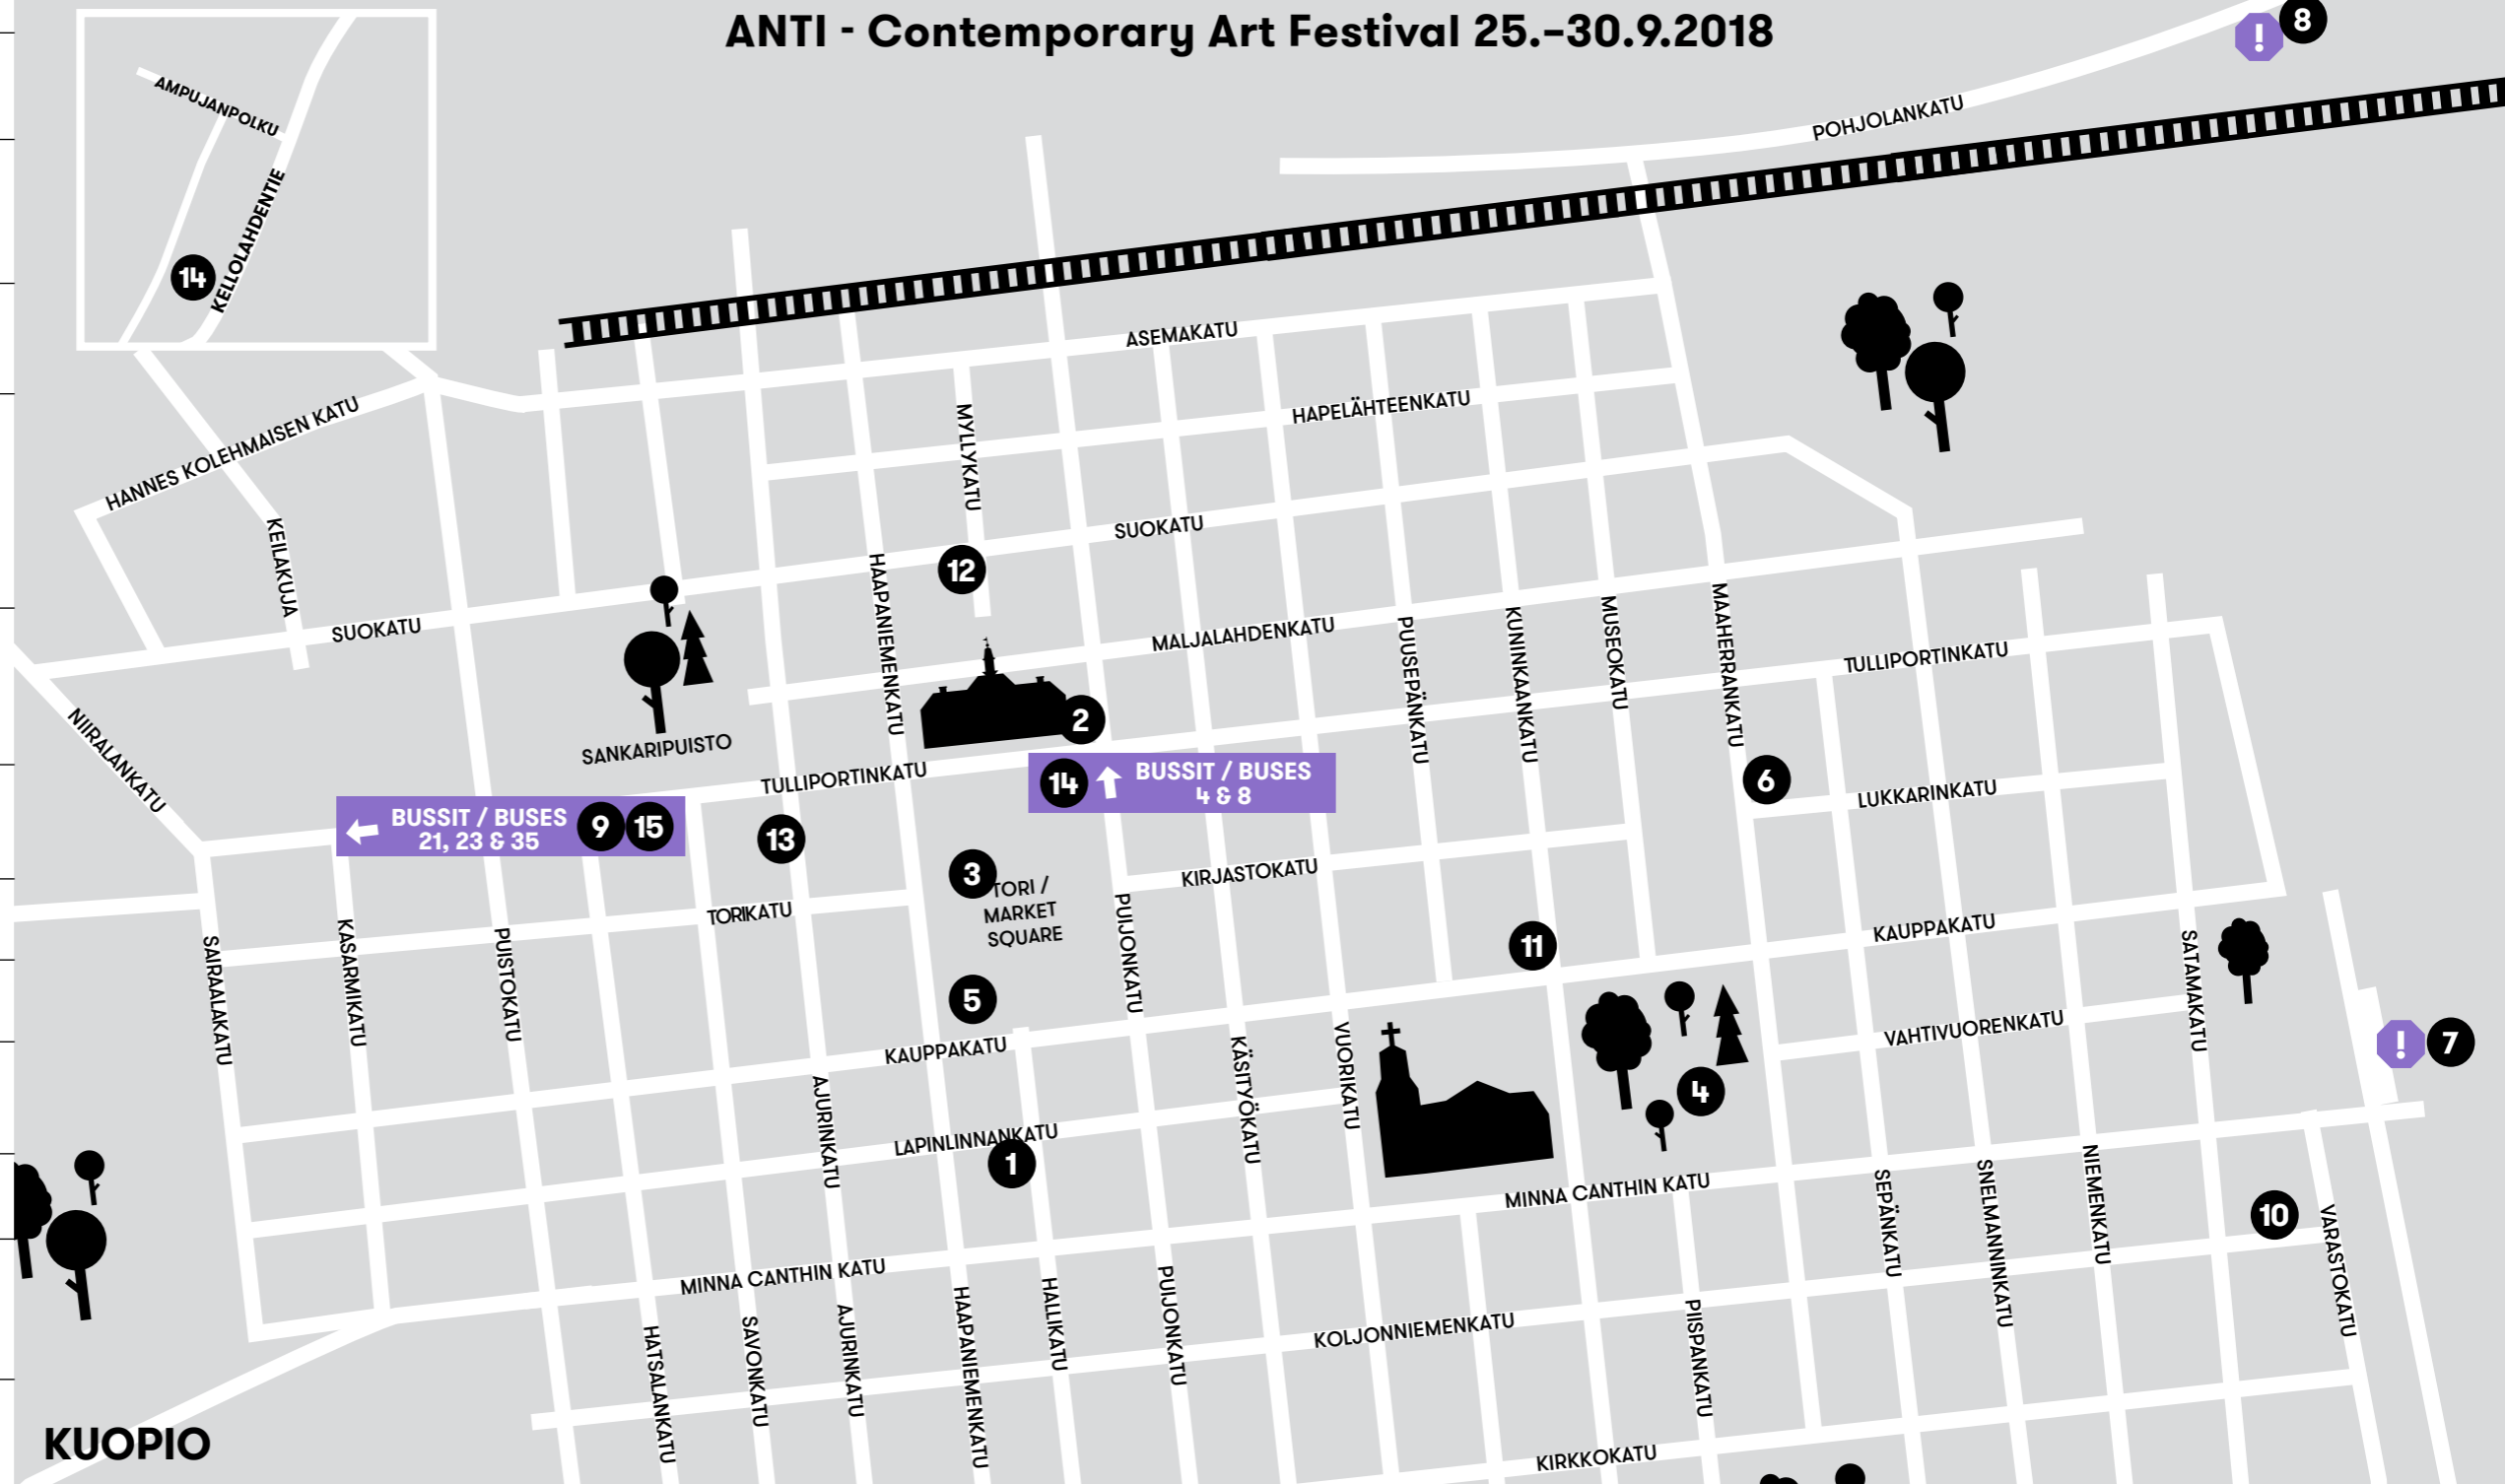 ANTI - Contemporary Art Festival 25.–30.9.2018
!
8
AMPUJANPOLKU
KELLOLAHDENTIE
14
POHJOLANKATU
ASEMAKATU
HAPELÄHTEENKATU
HANNES KOLEHMAISEN KATU
MYLLYKATU
KEILAKUJA
SUOKATU
SUOKATU
12
HAAPANIEMENKATU
MALJALAHDENKATU
PUUSEPÄNKATU
KUNINKAANKATU
MUSEOKATU
MAAHERRANKATU
TULLIPORTINKATU
NIIRALANKATU
SANKARIPUISTO
2
TULLIPORTINKATU
14
BUSSIT / BUSES
4 & 8
6
LUKKARINKATU
BUSSIT / BUSES
21, 23 & 35
9
15
13
3
TORI /
MARKET
SQUARE
KIRJASTOKATU
TORIKATU
PUIJONKATU
11
KAUPPAKATU
SAIRAALAKATU
KASARMIKATU
PUISTOKATU
5
SATAMAKATU
KAUPPAKATU
VAHTIVUORENKATU
!
7
AJURINKATU
KÄSITYÖKATU
VUORIKATU
4
LAPINLINNANKATU
1
MINNA CANTHIN KATU
SEPÄNKATU
SNELMANNINKATU
NIEMENKATU
10
VARASTOKATU
MINNA CANTHIN KATU
HATSALANKATU
SAVONKATU
AJURINKATU
HAAPANIEMENKATU
HALLIKATU
PUIJONKATU
KOLJONNIEMENKATU
PIISPANKATU
KUOPIO
KIRKKOKATU